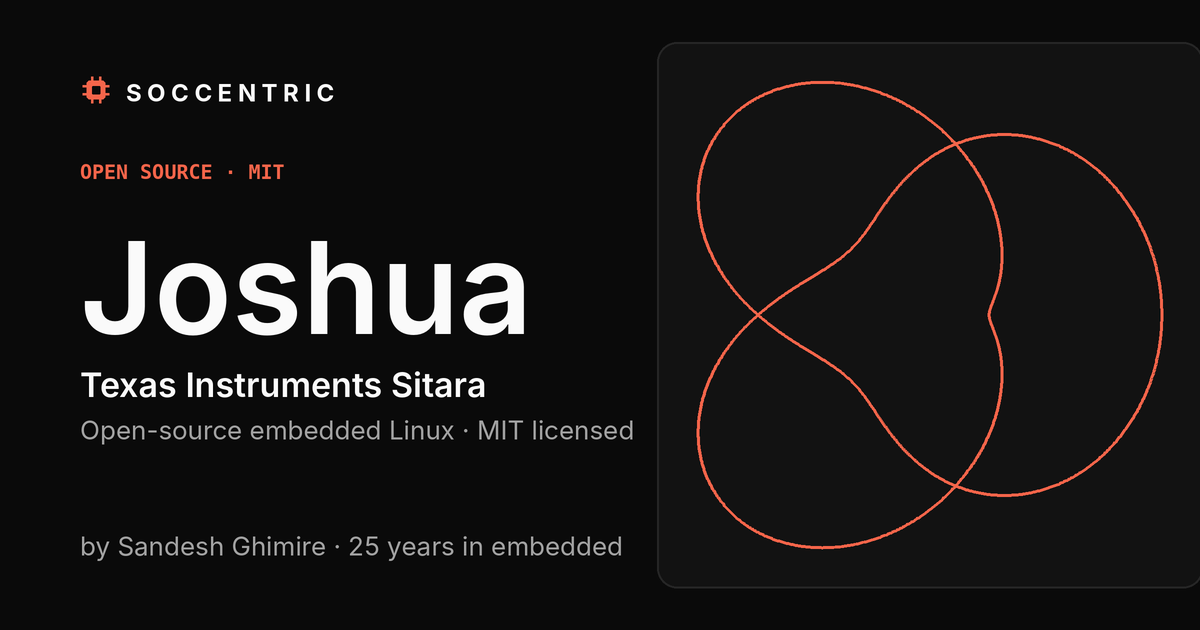 SOCCENTRIC
OPEN SOURCE · MIT
Joshua
Texas Instruments Sitara
Open-source embedded Linux · MIT licensed
by Sandesh Ghimire · 25 years in embedded